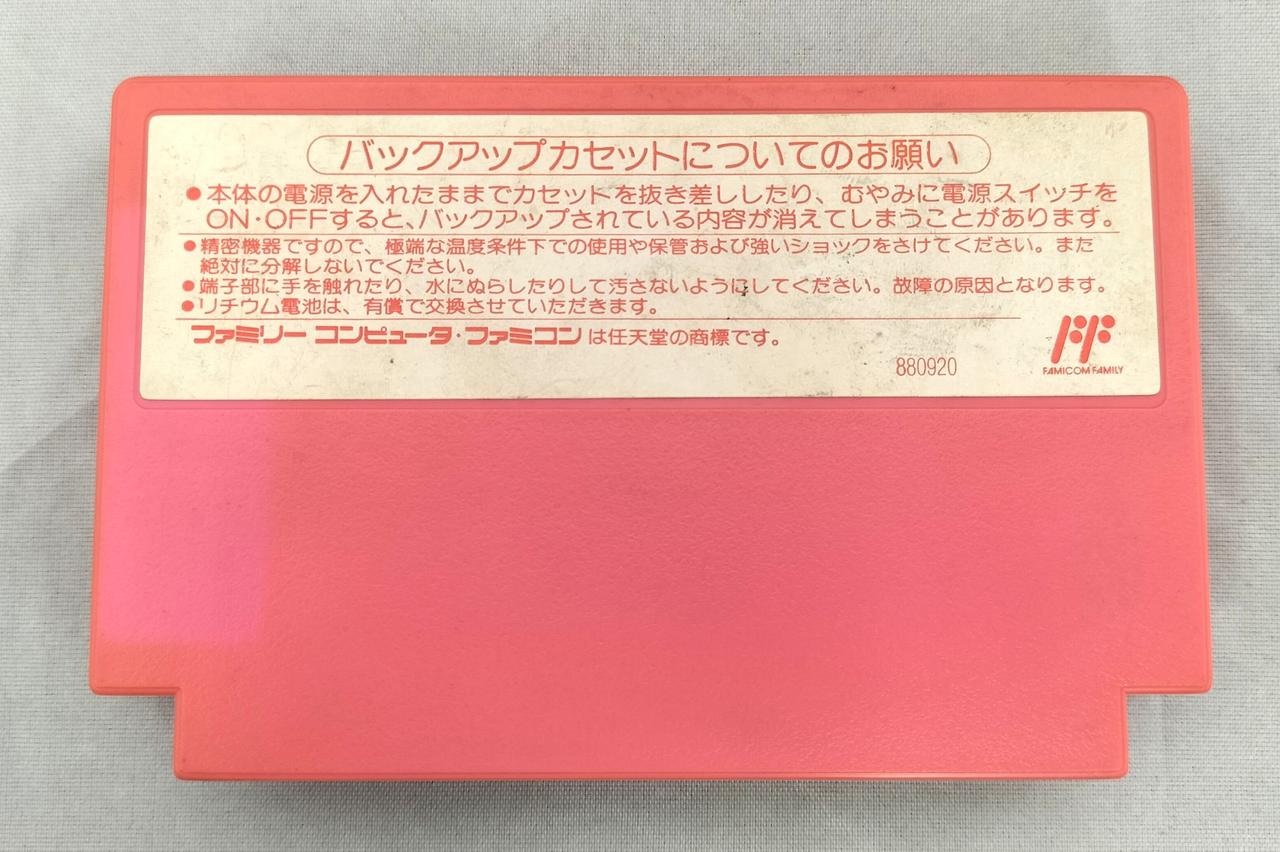 バックアップカセットについてのお願い
●本体の電源を入れたままでカセットを抜き差ししたり、むやみに電源スイッチを
ON・OFFすると、バックアップされている内容が消えてしまうことがあります。
●精密機器ですので、極端な温度条件下での使用や保管および強いショックをさけてください。また
絶対に分解しないでください。
●端子部に手を触れたり、水にぬらしたりして汚さないようにしてください。故障の原因となります。
●リチウム電池は、有償で交換させていただきます。
ファミリー コンピュータ・ファミコンは任天堂の商標です。
880920
FAMICOM FAMILY